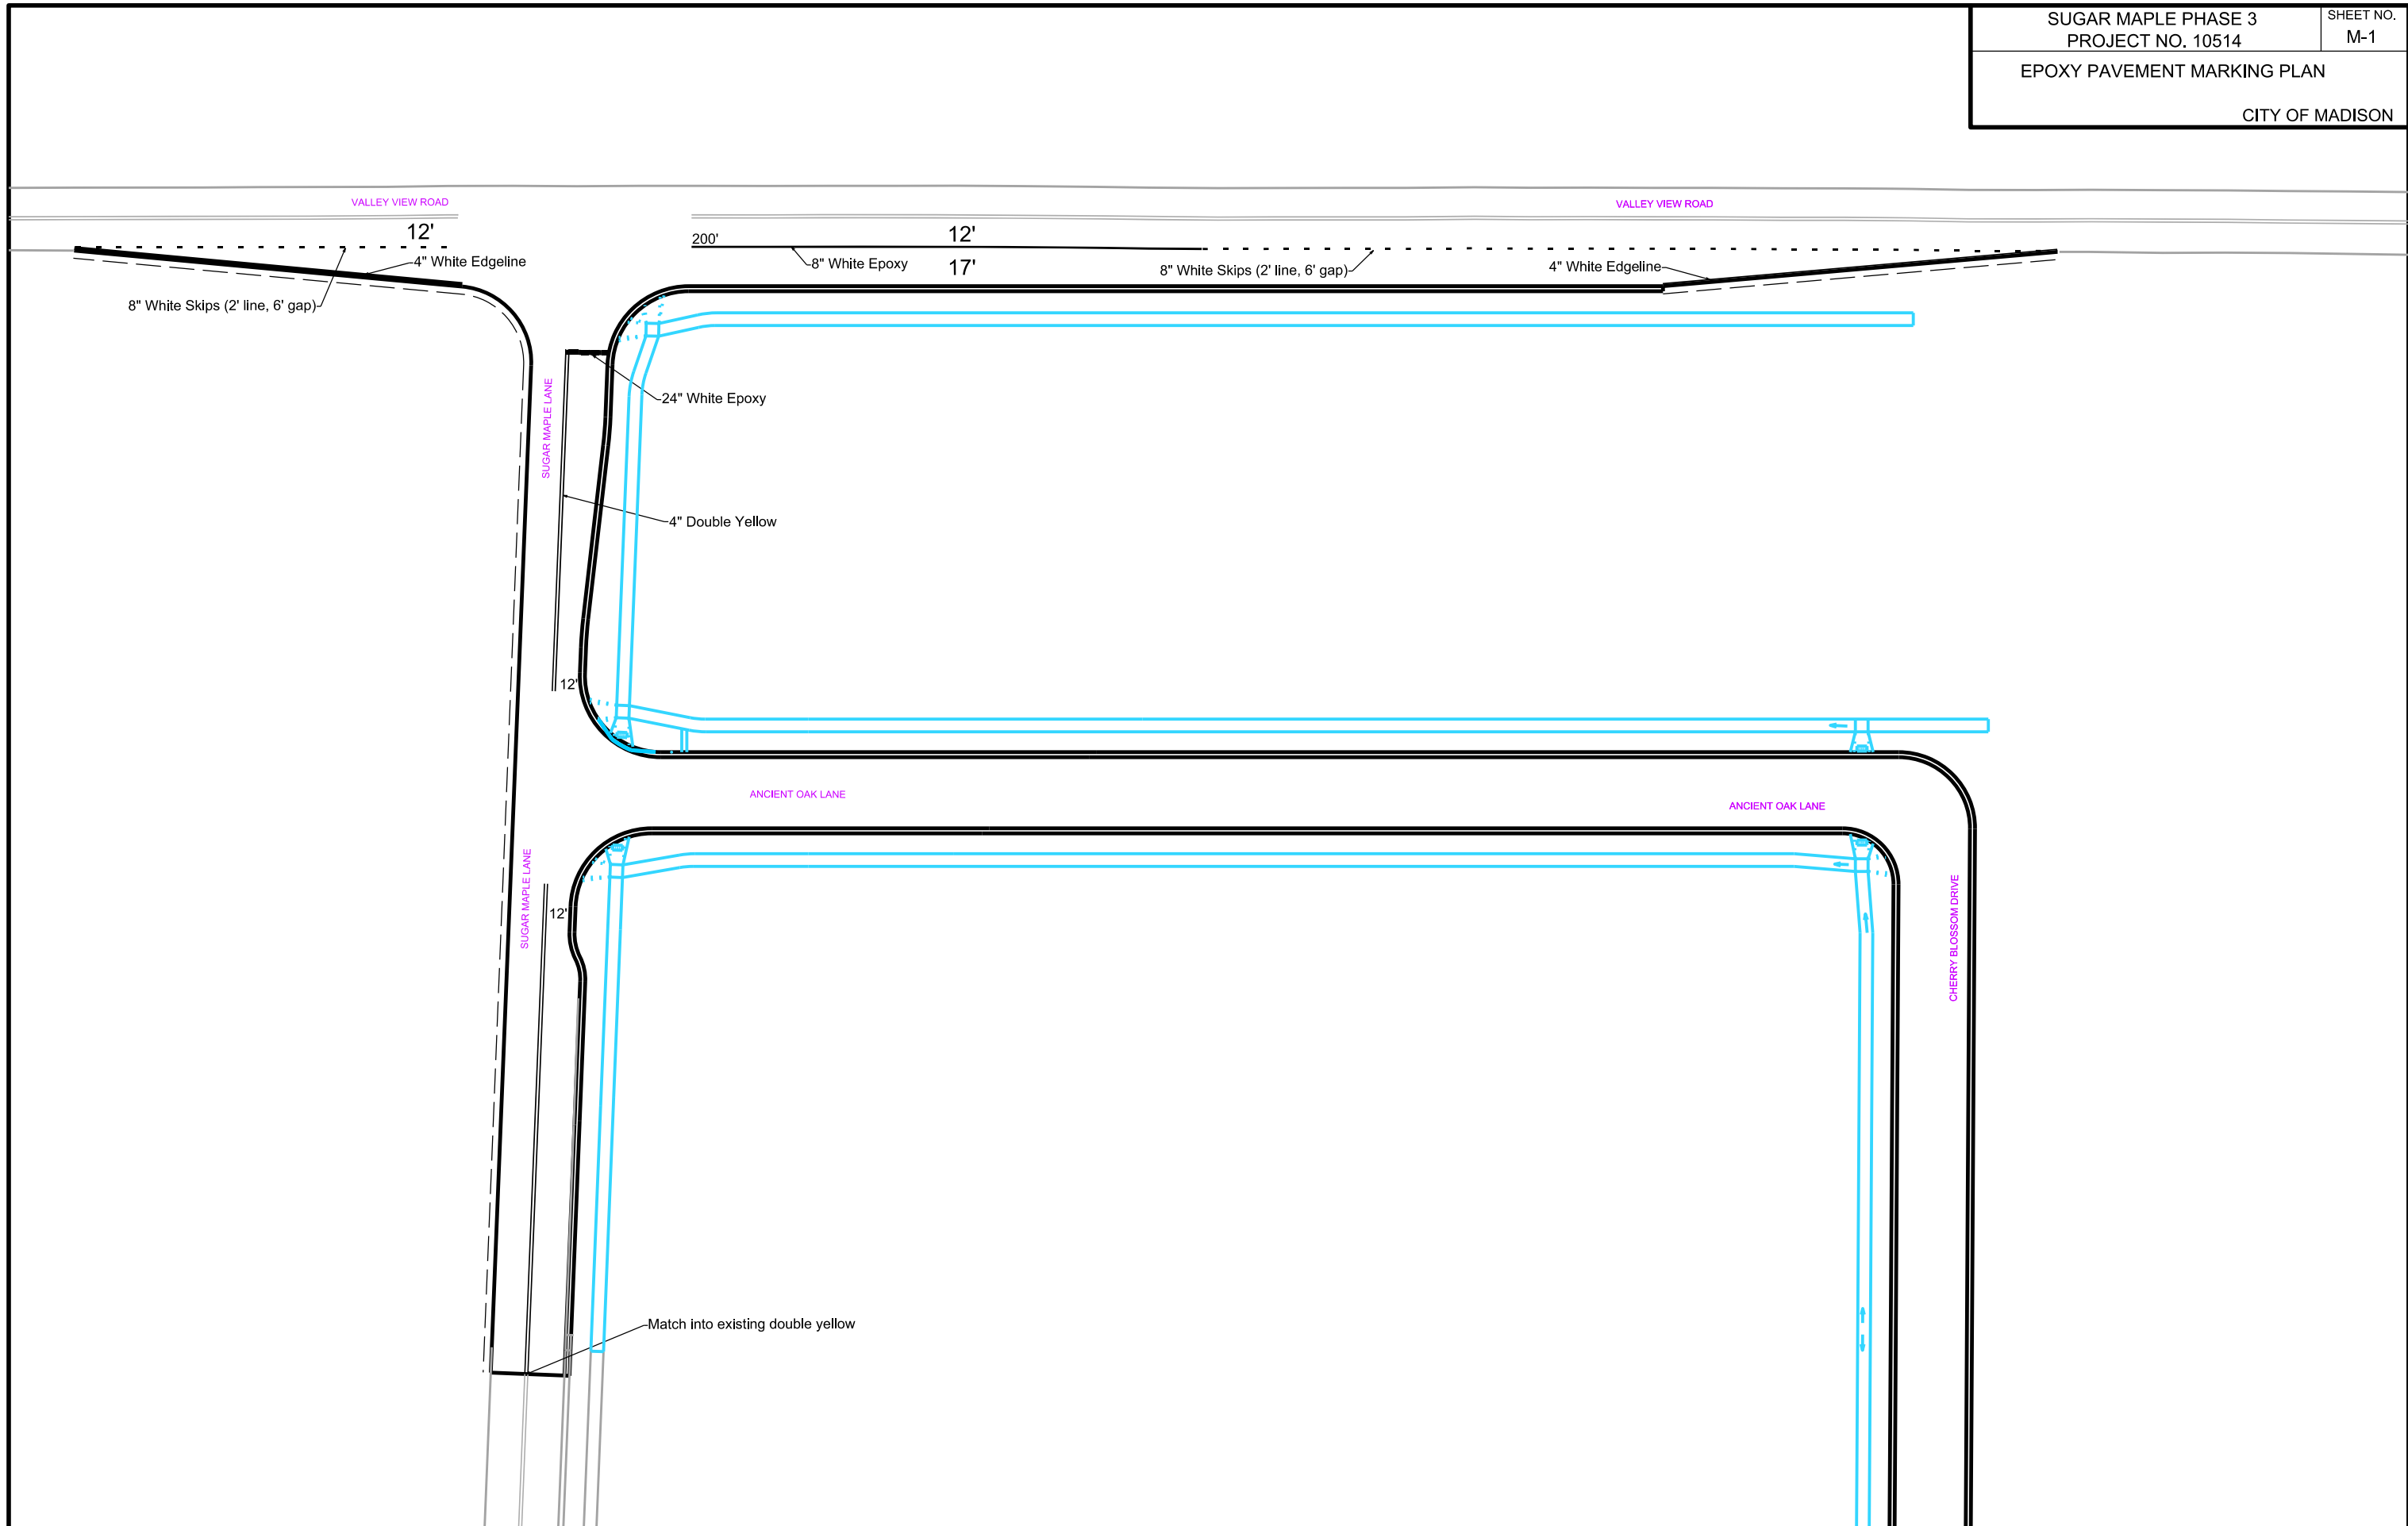 SUGAR MAPLE PHASE 3
PROJECT NO. 10514
SHEET NO.
M-1
EPOXY PAVEMENT MARKING PLAN
CITY OF MADISON
VALLEY VIEW ROAD
VALLEY VIEW ROAD
12'
4" White Edgeline
8" White Skips (2' line, 6' gap)
200'
12'
8" White Epoxy
17'
8" White Skips (2' line, 6' gap)
4" White Edgeline
24" White Epoxy
SUGAR MAPLE LANE
4" Double Yellow
12'
ANCIENT OAK LANE
ANCIENT OAK LANE
SUGAR MAPLE LANE
12'
CHERRY BLOSSOM DRIVE
Match into existing double yellow